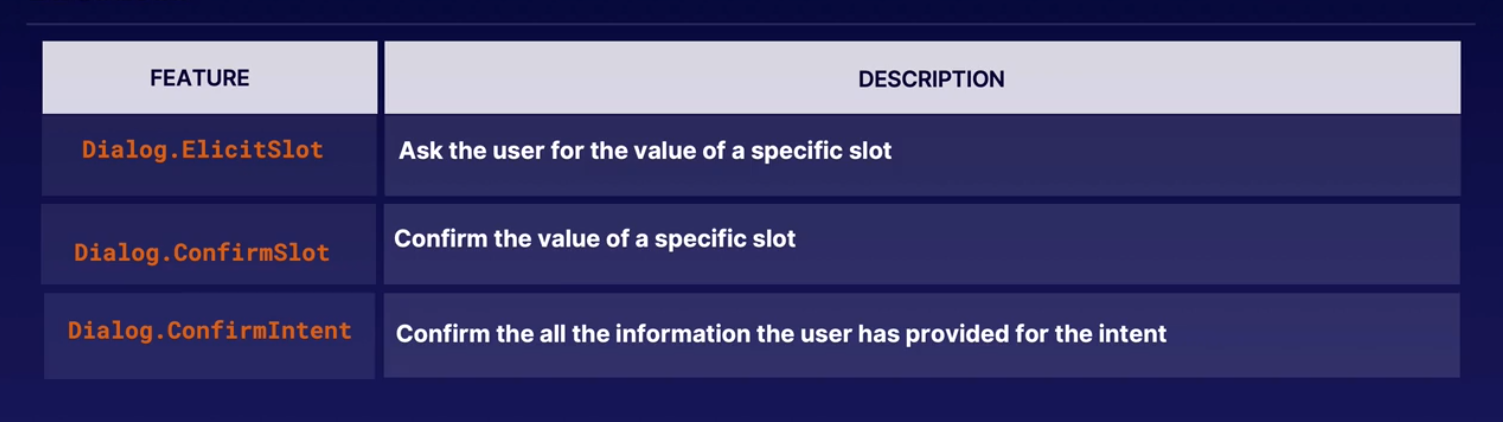 FEATURE
DESCRIPTION
Dialog.ElicitSlot
Ask the user for the value of a specific slot
Dialog.ConfirmSlot
Confirm the value of a specific slot
Dialog.ConfirmIntent
Confirm the all the information the user has provided for the intent